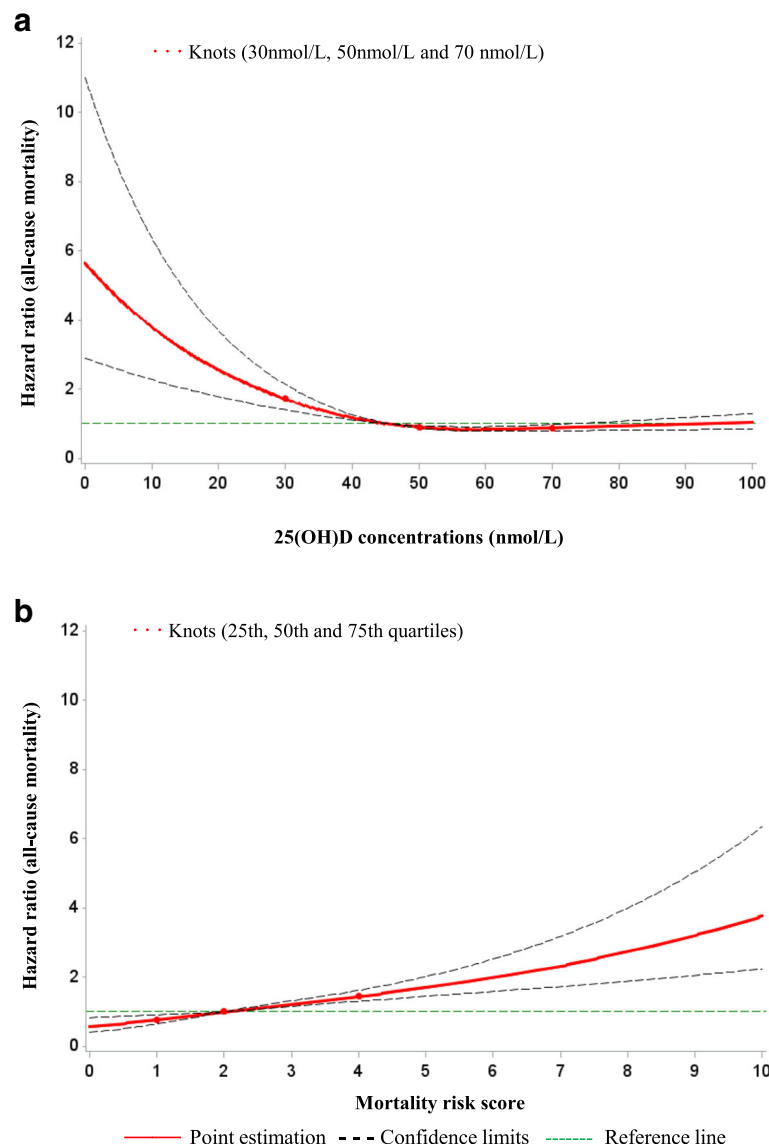 a
12
10
8
6
4
2
0
Knots (30nmol/L, 50nmol/L and 70 nmol/L)
Hazard ratio (all-cause mortality)
0 10 20 30 40 50 60 70 80 90 100
25(OH)D concentrations (nmol/L)
b
12
10
8
6
4
2
0
Knots (25th, 50th and 75th quartiles)
Hazard ratio (all-cause mortality)
0 1 2 3 4 5 6 7 8 9 10
Mortality risk score
Point estimation Confidence limits Reference line